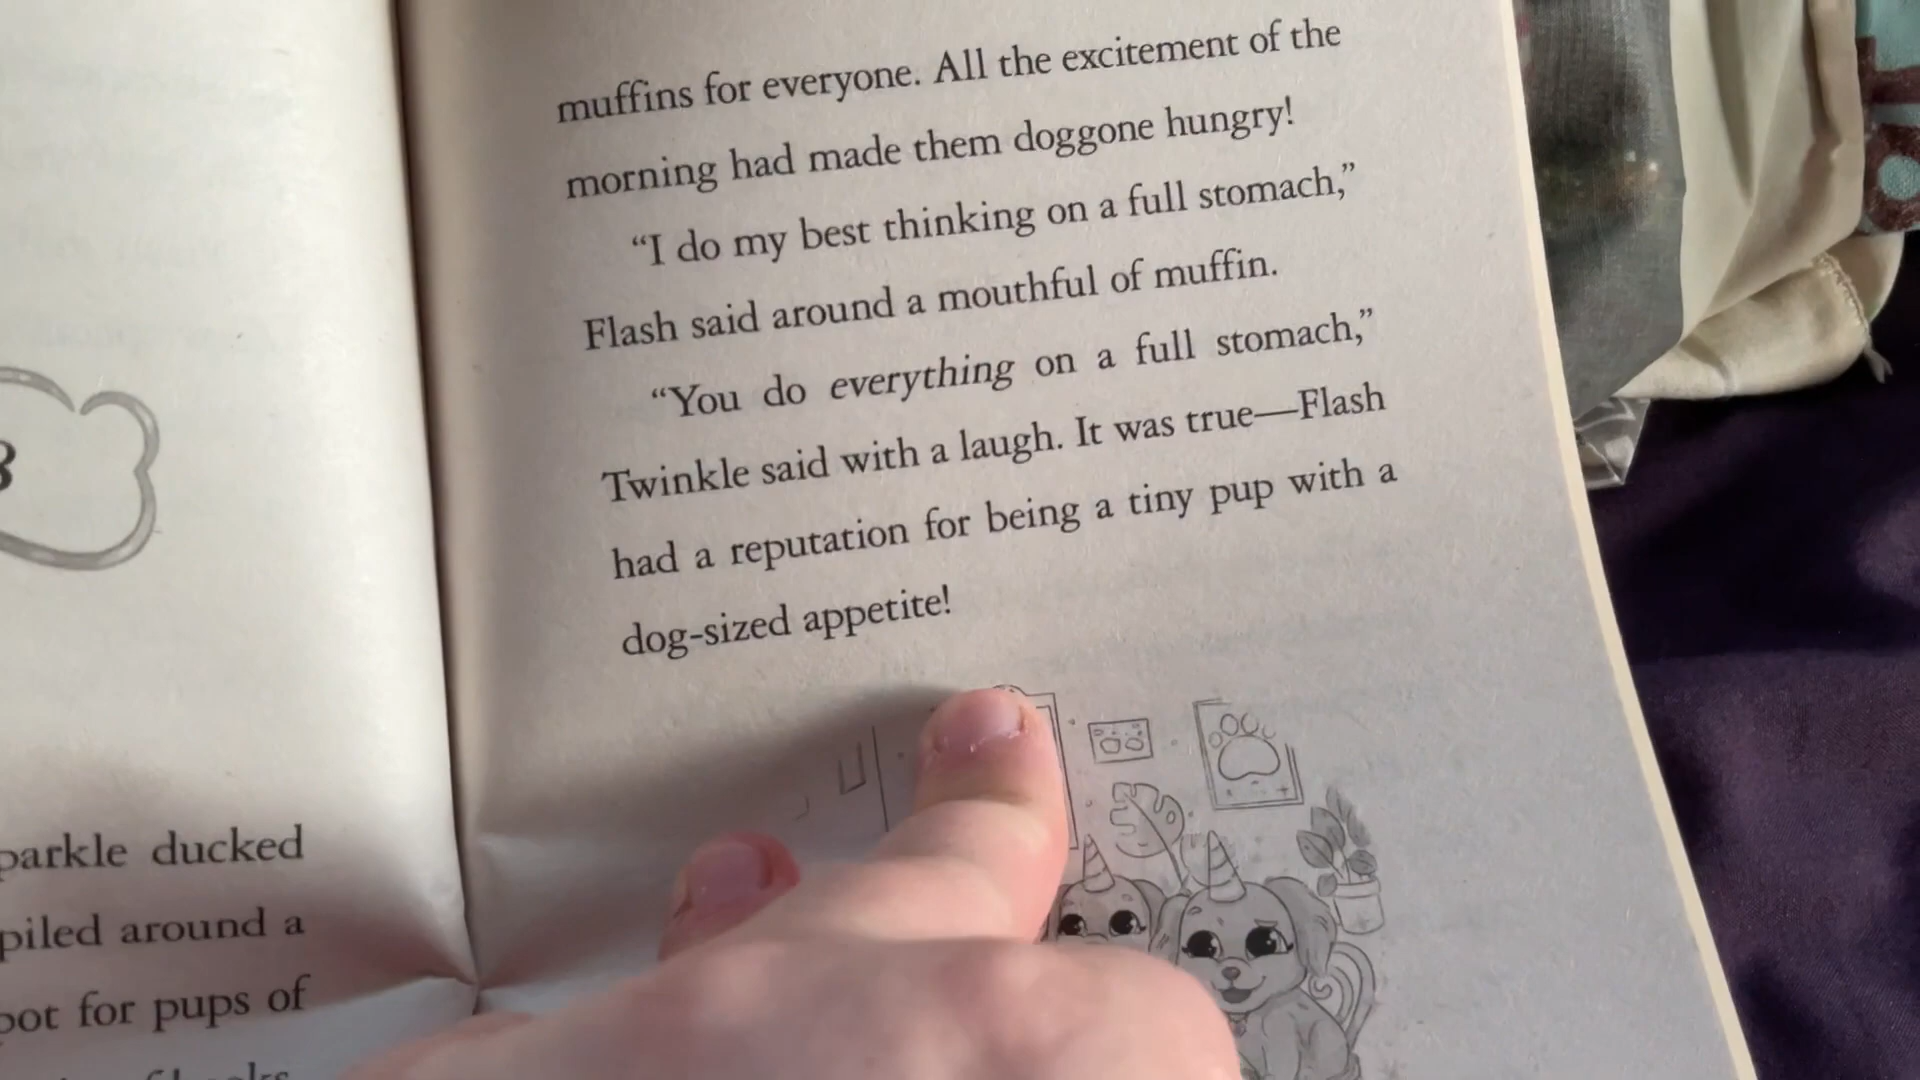 3
ducked
piled around a
for pups of
muffins for everyone. All the excitement of the
morning had made them doggone hungry!
“I do my best thinking on a full stomach,”
Flash said around a mouthful of muffin.
“You do everything on a full stomach,”
Twinkle said with a laugh. It was true—Flash
had a reputation for being a tiny pup with a
dog-sized appetite!